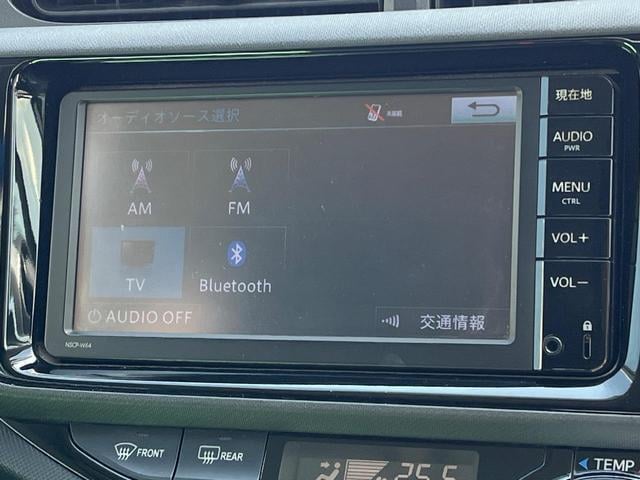 オーディオソース選択
未接続
AM
FM
TV
Bluetooth
AUDIO OFF
交通情報
NSCP-W64
現在地
AUDIO
PWR
MENU
CTRL
VOL+
VOL−
FRONT
REAR
25.5
TEMP